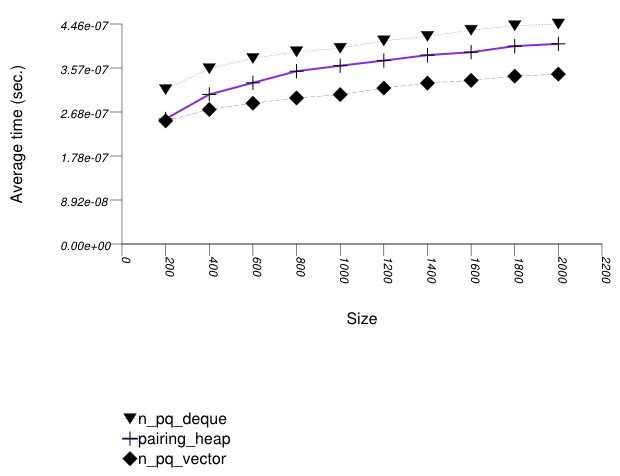 4.46e-07
3.57e-07
2.68e-07
1.78e-07
8.92e-08
0.00e+00
Average time (sec.)
0
200
400
600
800
1000
1200
1400
1600
1800
2000
2200
Size
n_pq_deque
pairing_heap
n_pq_vector